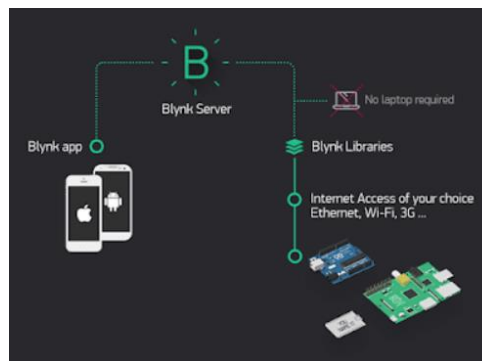 B
Blynk Server
No laptop required
Blynk app
Blynk Libraries
Internet Access of your choice
Ethernet, Wi-Fi, 3G ...